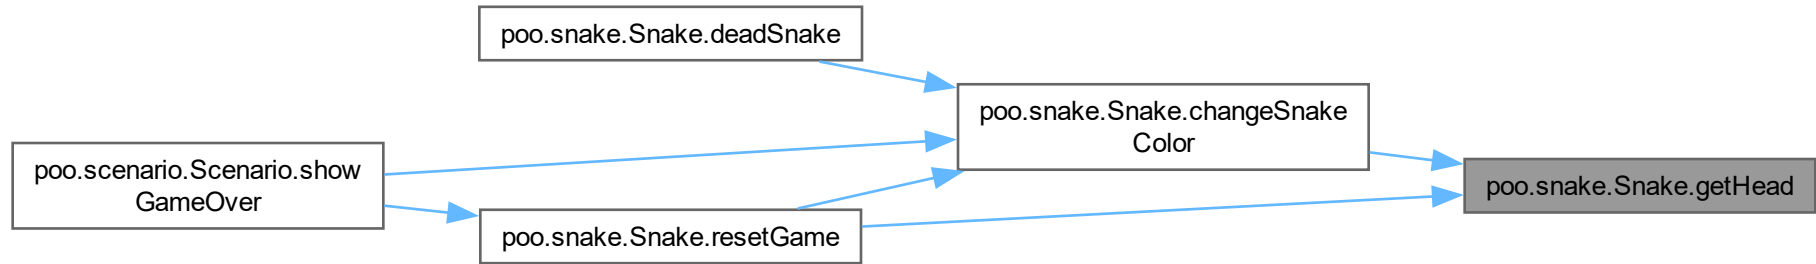 poo.snake.Snake.deadSnake
poo.snake.Snake.changeSnake
Color
poo.scenario.Scenario.show
GameOver
poo.snake.Snake.getHead
poo.snake.Snake.resetGame